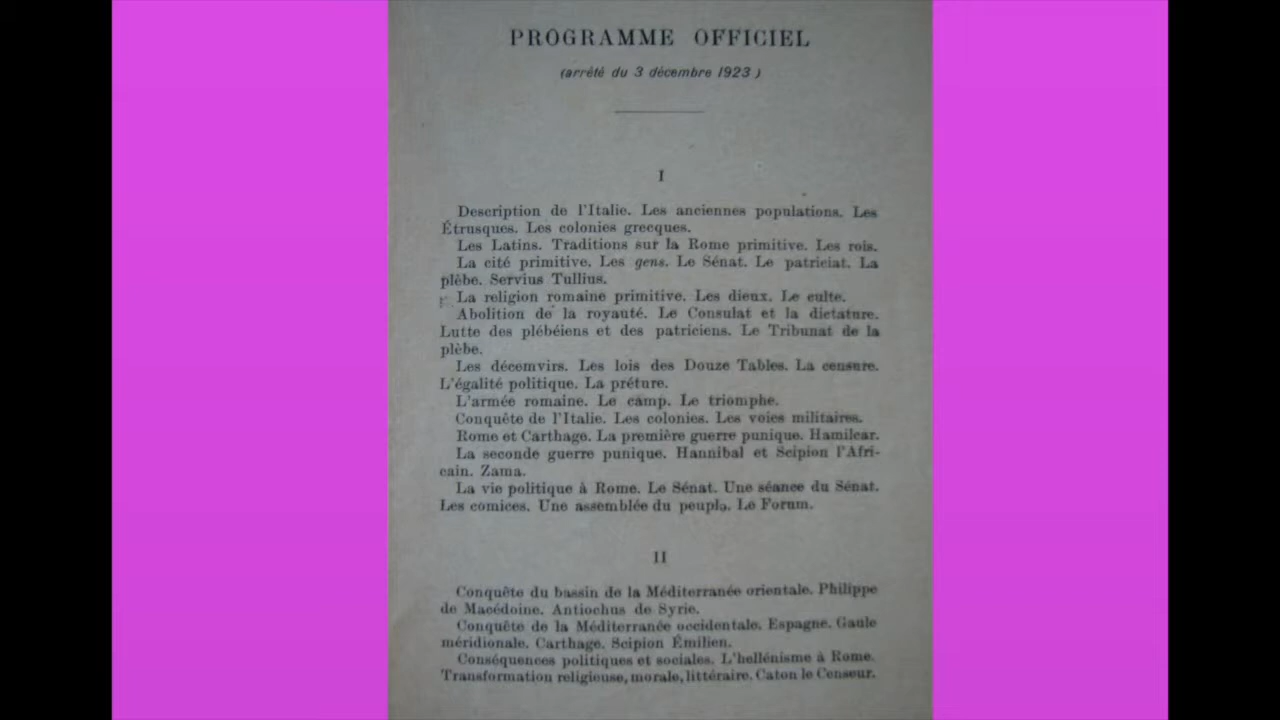 PROGRAMME OFFICIEL
(arrêté du 3 décembre 1923)
I
Description de l'Italie. Les anciennes populations. Les
Étrusques. Les colonies grecques.
Les Latins. Traditions sur la Rome primitive. Les rois.
La cité primitive. Les gens. Le Sénat. Le patriciat. La
plèbe. Servius Tullius.
La religion romaine primitive. Les dieux. Le culte.
Abolition de la royauté. Le Consulat et la dictature.
Lutte des plébéiens et des patriciens. Le Tribunat de la
plèbe.
Les décemvirs. Les lois des Douze Tables. La censure.
L'égalité politique. La préture.
L'armée romaine. Le camp. Le triomphe.
Conquête de l'Italie. Les colonies. Les voies militaires.
Rome et Carthage. La première guerre punique. Hamilcar.
La seconde guerre punique. Hannibal et Scipion l'Afri-
cain. Zama.
La vie politique à Rome. Le Sénat. Une séance du Sénat.
Les comices. Une assemblée du peuple. Le Forum.
II
Conquête du bassin de la Méditerranée orientale. Philippe
de Macédoine. Antiochus de Syrie.
Conquête de la Méditerranée occidentale. Espagne. Gaule
méridionale. Carthage. Scipion Émilien.
Conséquences politiques et sociales. L'hellénisme à Rome.
Transformation religieuse, morale, littéraire. Caton le Censeur.